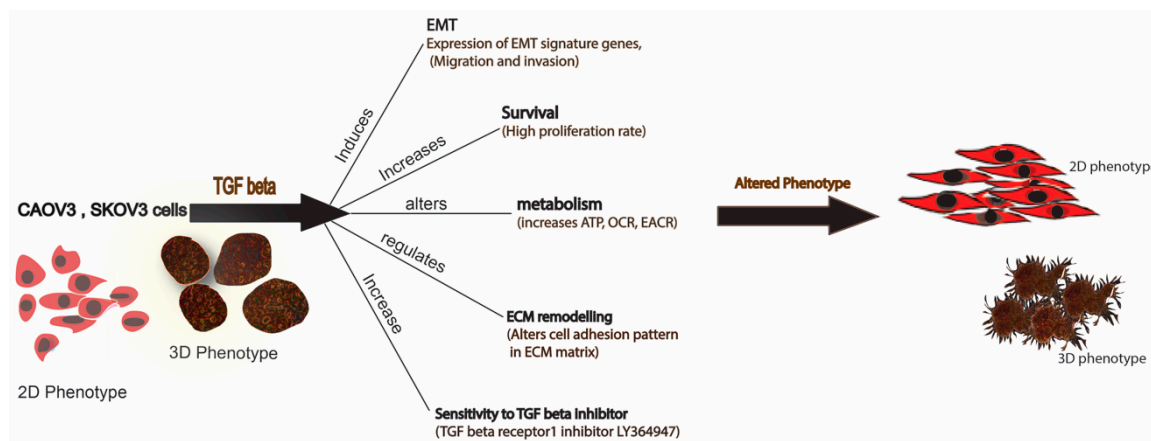 EMT
Expression of EMT signature genes,
(Migration and invasion)
Induces
Survival
(High proliferation rate)
Increases
TGF beta
CAOV3 , SKOV3 cells
alters
metabolism
(increases ATP, OCR, EACR)
regulates
ECM remodelling
(Alters cell adhesion pattern
in ECM matrix)
Increase
Sensitivity to TGF beta inhibitor
(TGF beta receptor1 inhibitor LY364947)
3D Phenotype
2D Phenotype
Altered Phenotype
2D phenotype
3D phenotype